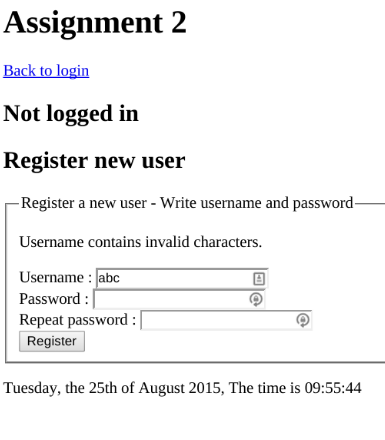 Assignment 2
Back to login
Not logged in
Register new user
Register a new user - Write username and password
Username contains invalid characters.
Username : abc
Password :
Repeat password :
Register
Tuesday, the 25th of August 2015, The time is 09:55:44